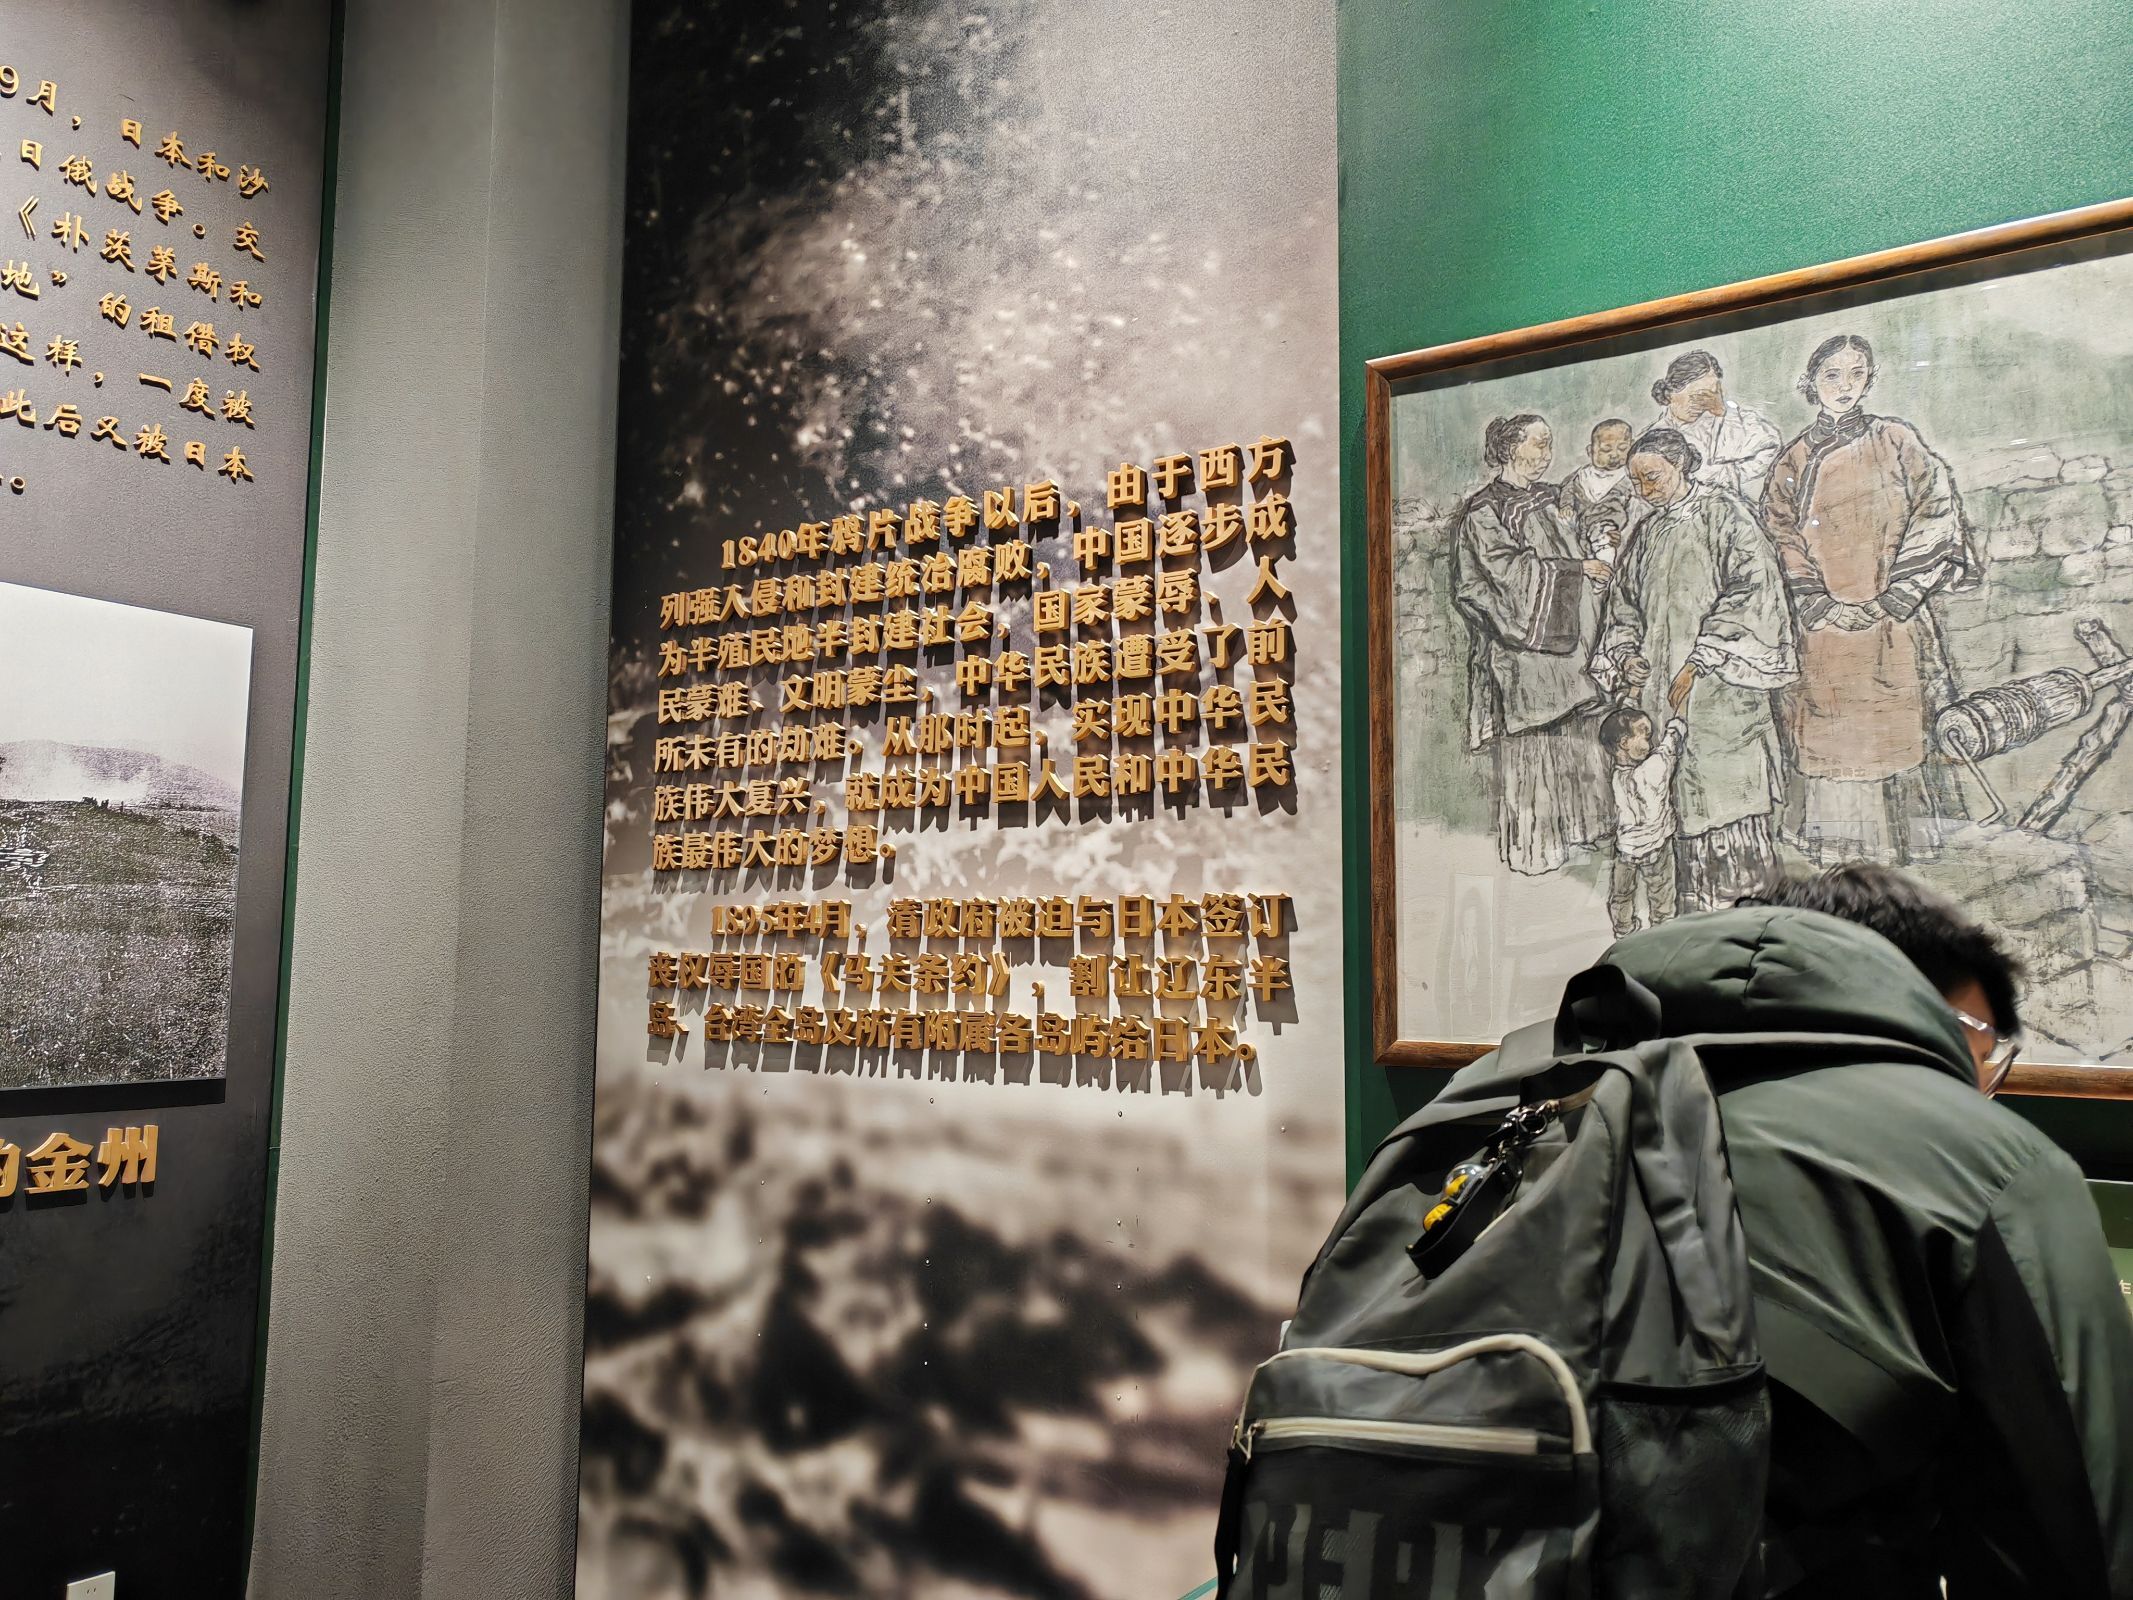 9月，日本和沙
日俄战争。交
《朴茨茅斯和
地”的租借权
这样，一度被
此后又被日本
。
的金州
1840年鸦片战争以后，由于西方
列强入侵和封建统治腐败，中国逐步成
为半殖民地半封建社会，国家蒙辱、人
民蒙难、文明蒙尘，中华民族遭受了前
所未有的劫难。从那时起，实现中华民
族伟大复兴，就成为中国人民和中华民
族最伟大的梦想。
1895年4月，清政府被迫与日本签订
丧权辱国的《马关条约》，割让辽东半
岛、台湾全岛及所有附属各岛屿给日本。